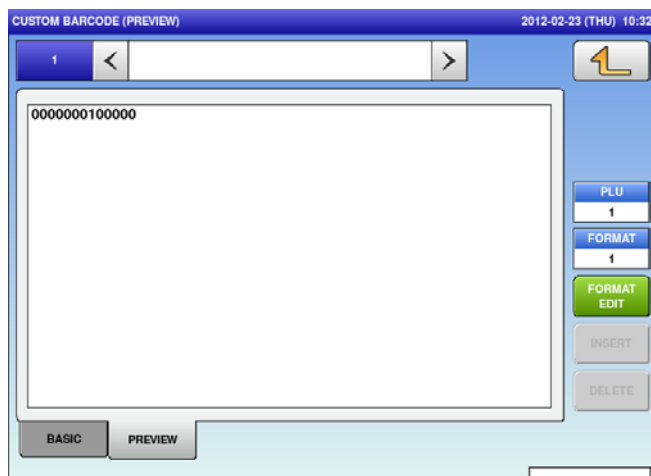 CUSTOM BARCODE (PREVIEW) 2012-02-23 (THU) 10:32
1 < >
0000000100000
PLU
1
FORMAT
1
FORMAT
EDIT
INSERT
DELETE
BASIC PREVIEW